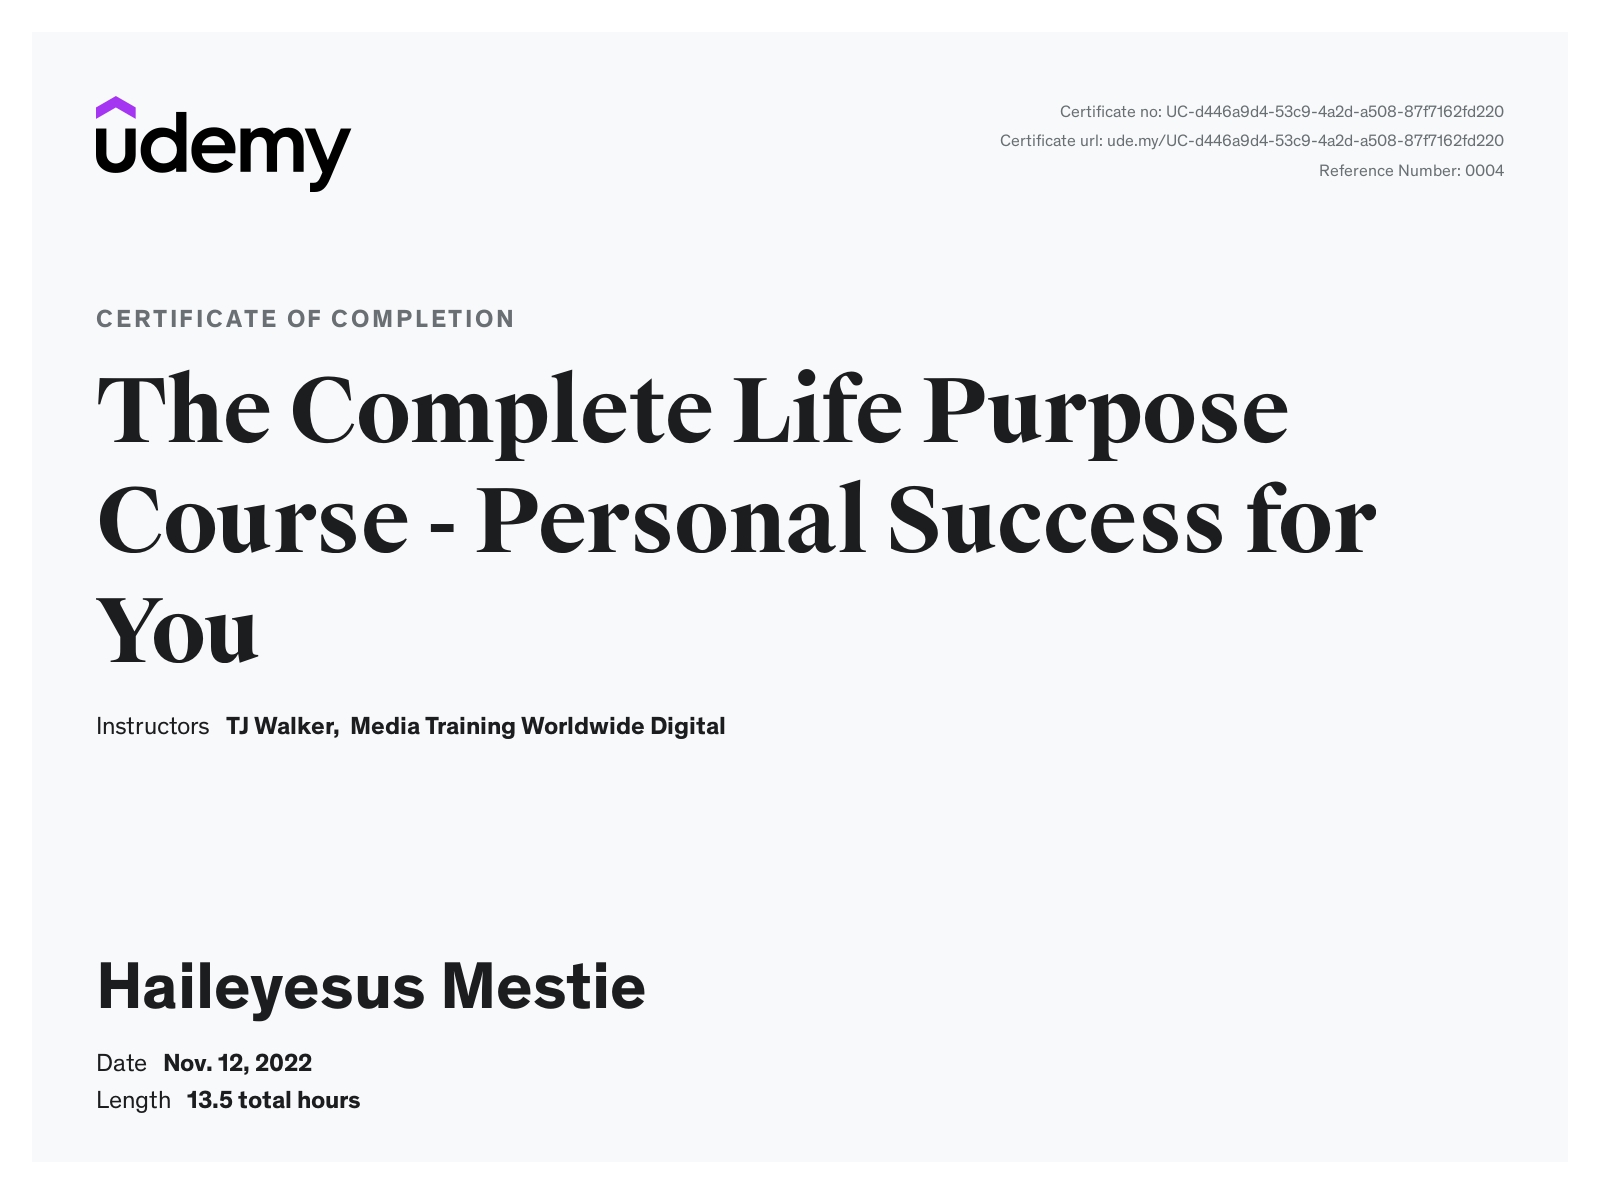 udemy
Certificate no: UC-d446a9d4-53c9-4a2d-a508-87f7162fd220
Certificate url: ude.my/UC-d446a9d4-53c9-4a2d-a508-87f7162fd220
Reference Number: 0004
CERTIFICATE OF COMPLETION
The Complete Life Purpose
Course - Personal Success for
You
Instructors TJ Walker, Media Training Worldwide Digital
Haileyesus Mestie
Date Nov. 12, 2022
Length 13.5 total hours